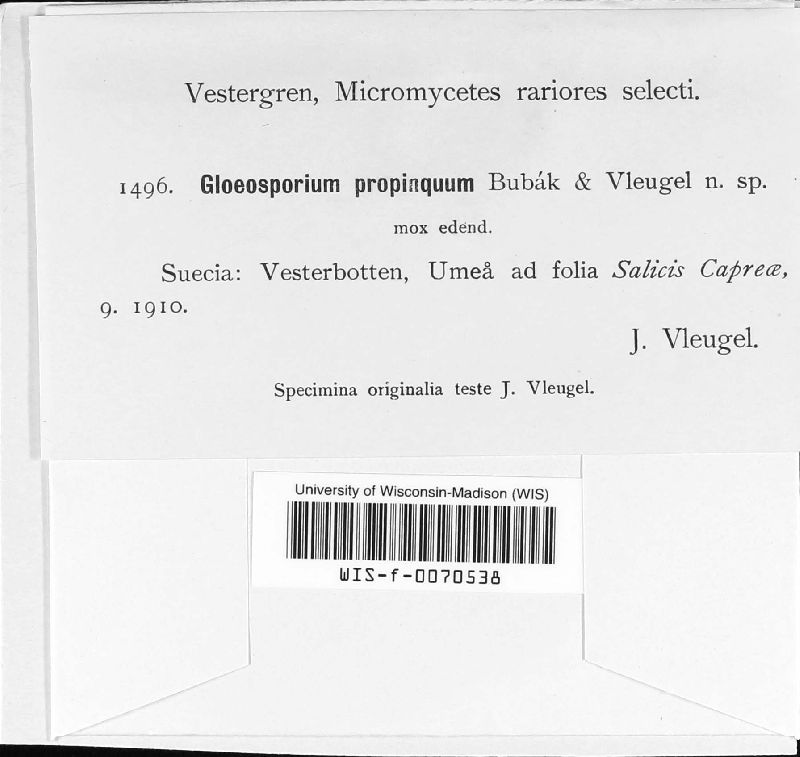 Vestergren, Micromycetes rariores selecti.
1496. Gloeosporium propinquum Bubák & Vleugel n. sp.
mox edend.
Suecia: Vesterbotten, Umeå ad folia Salicis Capreæ,
9. 1910.
J. Vleugel.
Specimina originalia teste J. Vleugel.
University of Wisconsin-Madison (WIS)
WIS-f-0070538